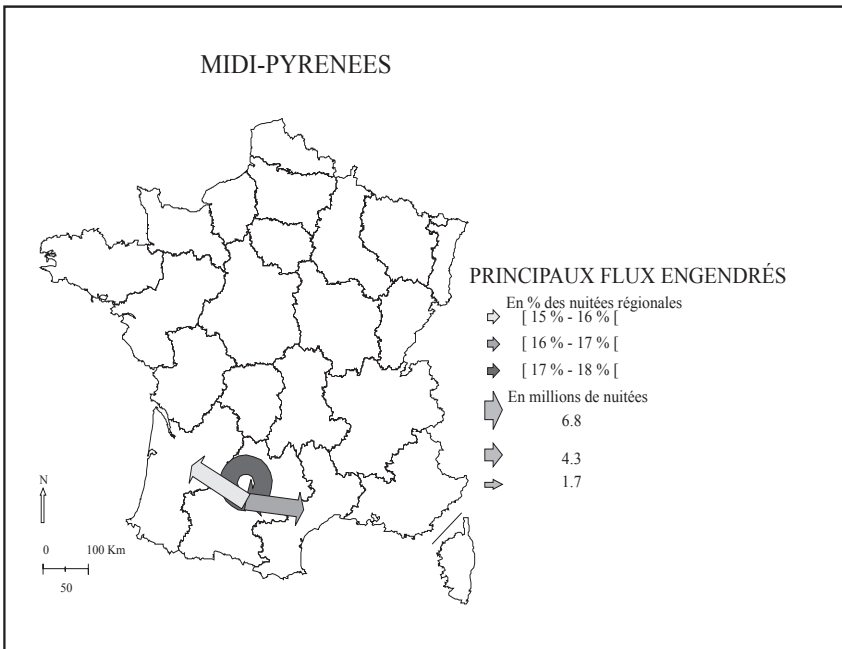 MIDI-PYRENEES
PRINCIPAUX FLUX ENGENDRÉS
En % des nuitées régionales
[ 15 % - 16 % [
[ 16 % - 17 % [
[ 17 % - 18 % [
En millions de nuitées
6.8
4.3
1.7
N
0 100 Km
50